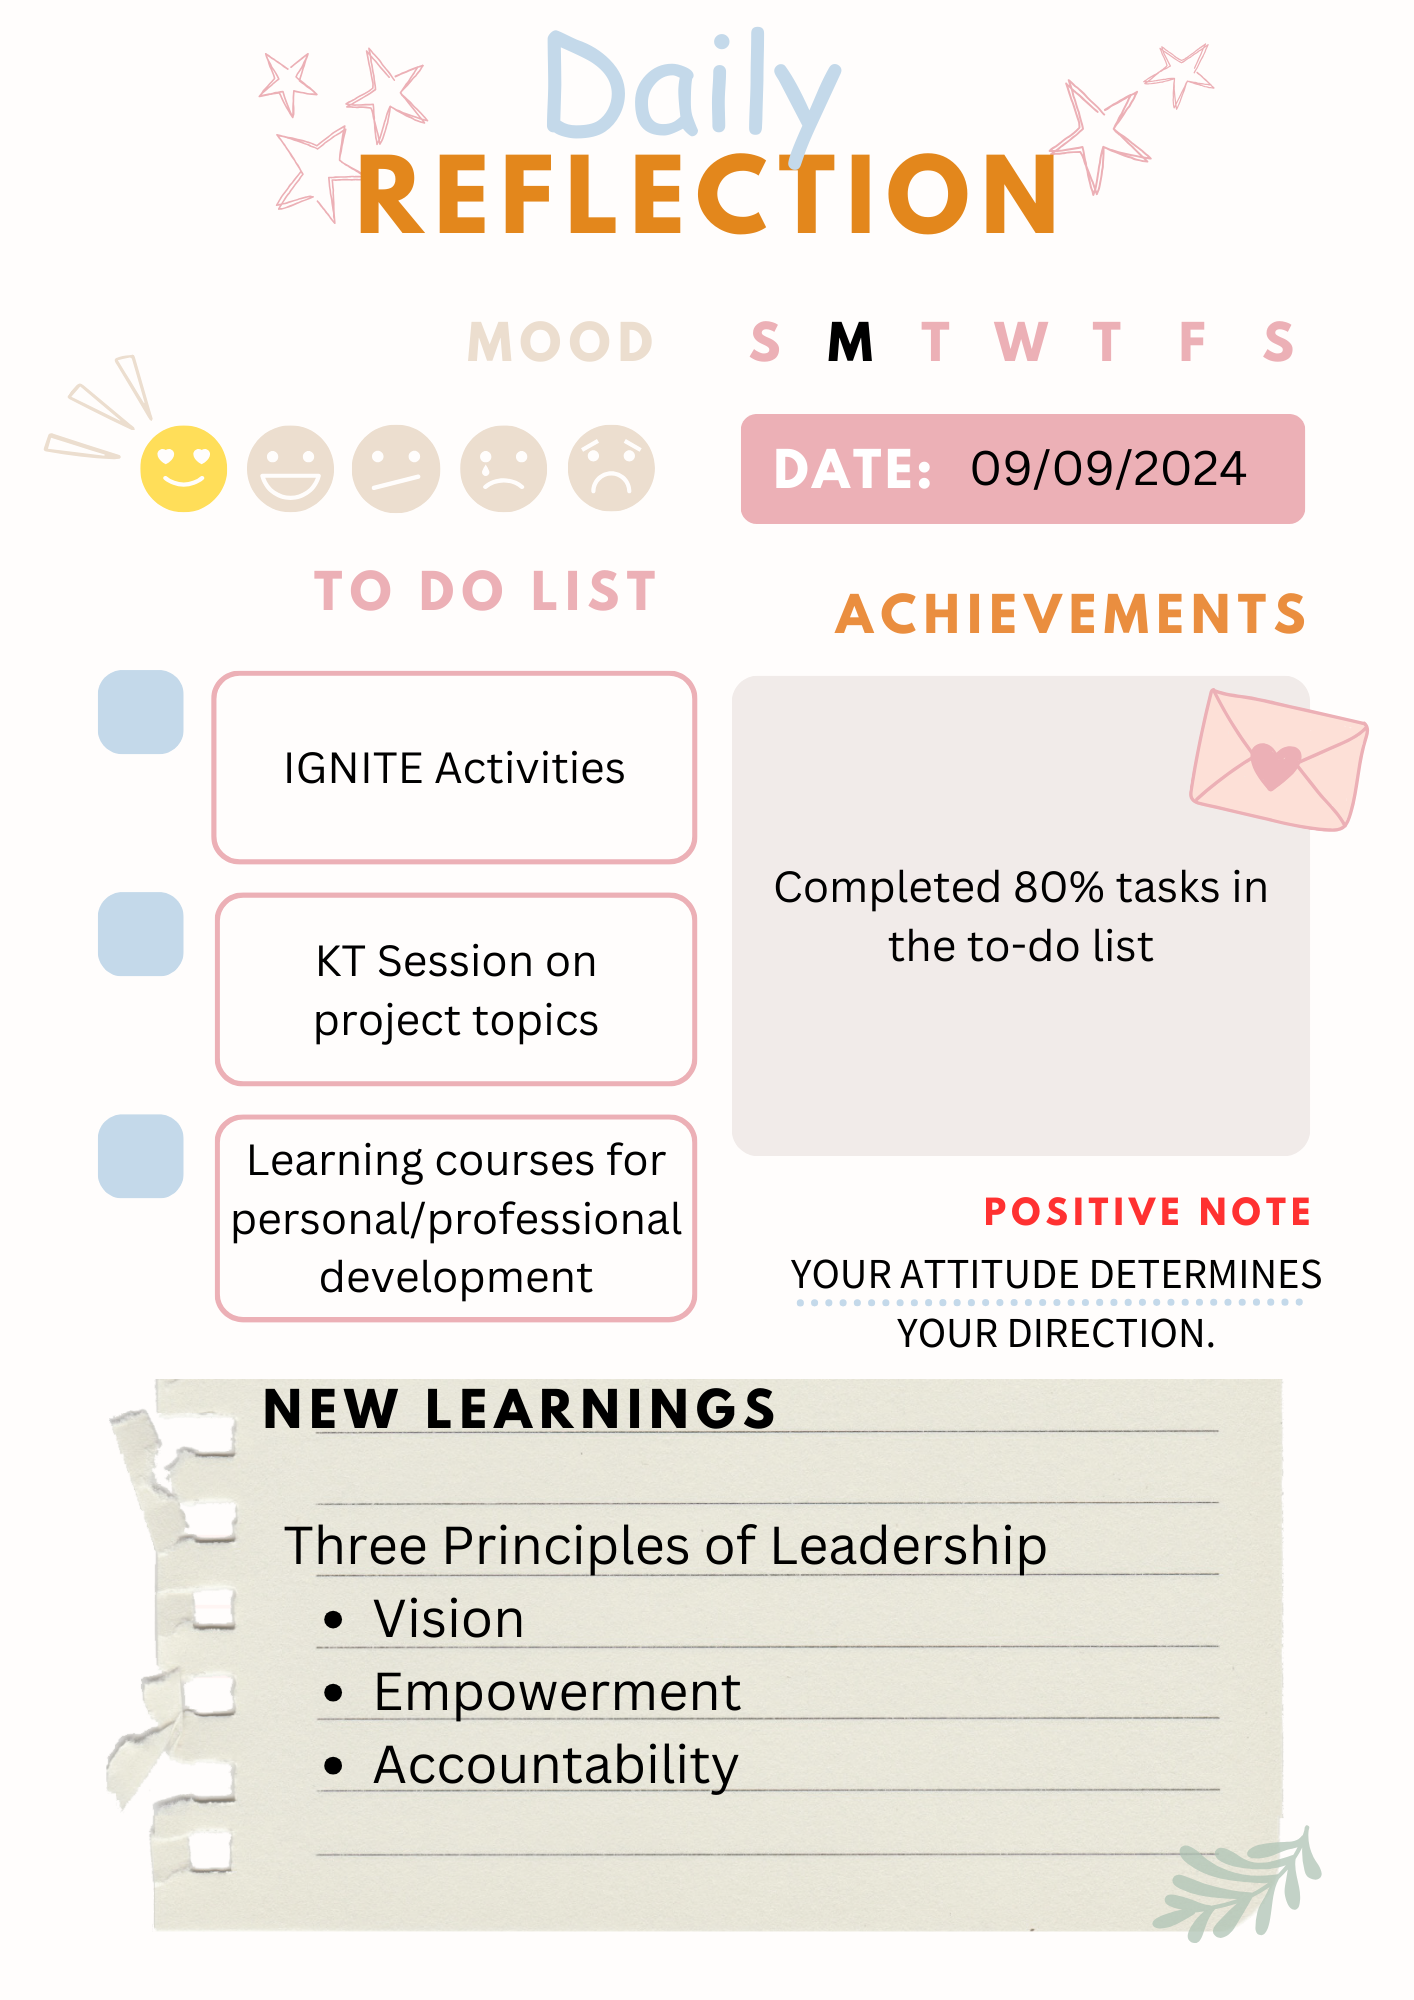 Daily
REFLECTION
MOOD
S M T W T F S
DATE: 09/09/2024
TO DO LIST
IGNITE Activities
KT Session on
project topics
Learning courses for
personal/professional
development
ACHIEVEMENTS
Completed 80% tasks in
the to-do list
POSITIVE NOTE
YOUR ATTITUDE DETERMINES
YOUR DIRECTION.
NEW LEARNINGS
Three Principles of Leadership
• Vision
• Empowerment
• Accountability